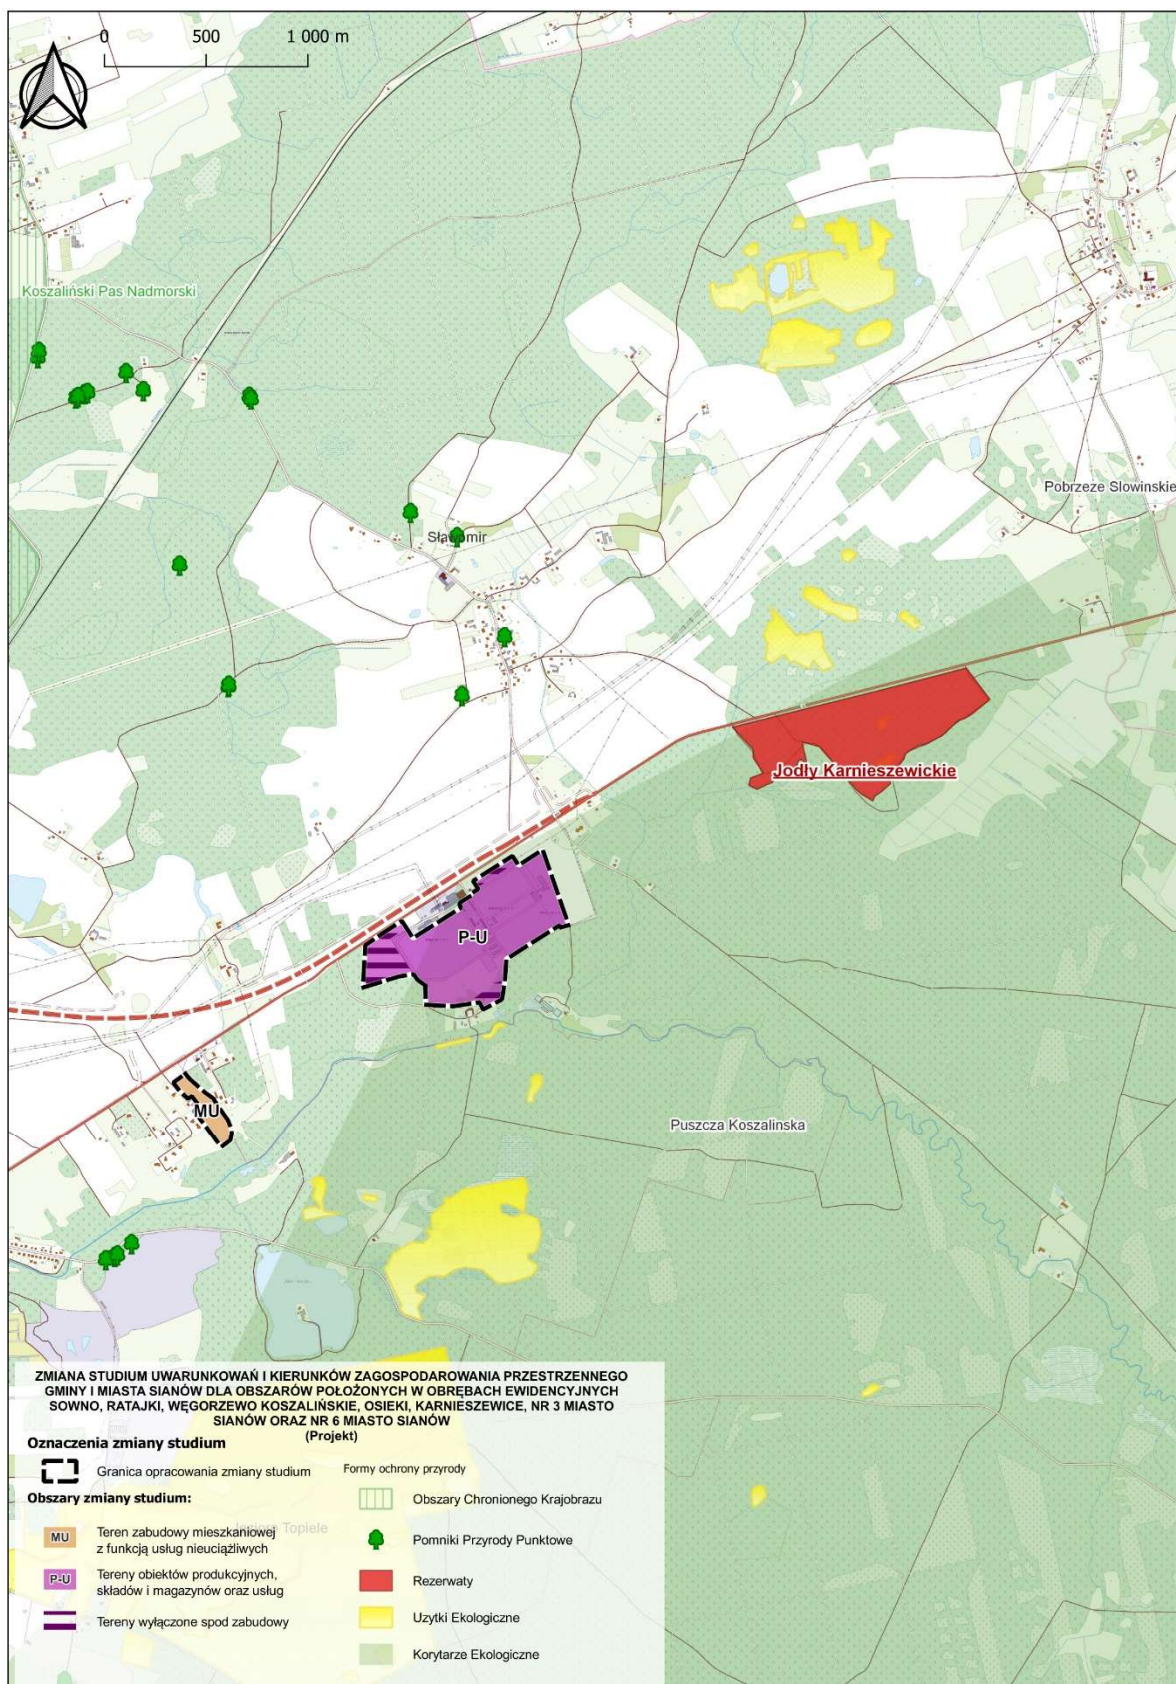 0 500 1 000 m
Koszaliński Pas Nadmorski
Pobrzeze Slowinskie
Sławomir
Jodły Karnieszewickie
P-U
MU
Puszcza Koszalinska
ZMIANA STUDIUM UWARUNKOWAŃ I KIERUNKÓW ZAGOSPODAROWANIA PRZESTRZENNEGO
GMINY I MIASTA SIANÓW DLA OBSZARÓW POŁOŻONYCH W OBRĘBACH EWIDENCYJNYCH
SOWNO, RATAJKI, WĘGORZEWO KOSZALIŃSKIE, OSIEKI, KARNIESZEWICE, NR 3 MIASTO
SIANÓW ORAZ NR 6 MIASTO SIANÓW
(Projekt)
Oznaczenia zmiany studium
Granica opracowania zmiany studium
Obszary zmiany studium:
MU
Teren zabudowy mieszkaniowej
z funkcją usług nieuciążliwych
P-U
Tereny obiektów produkcyjnych,
składów i magazynów oraz usług
Tereny wyłączone spod zabudowy
Formy ochrony przyrody
Obszary Chronionego Krajobrazu
Pomniki Przyrody Punktowe
Rezerwaty
Uzytki Ekologiczne
Korytarze Ekologiczne
Topiele